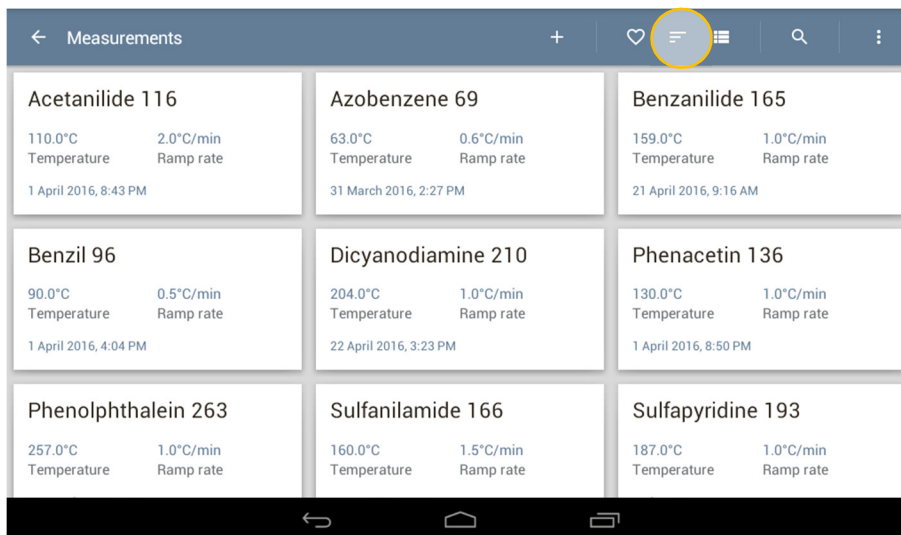 Measurements
Acetanilide 116
110.0°C 2.0°C/min
Temperature Ramp rate
1 April 2016, 8:43 PM
Azobenzene 69
63.0°C 0.6°C/min
Temperature Ramp rate
31 March 2016, 2:27 PM
Benzanilide 165
159.0°C 1.0°C/min
Temperature Ramp rate
21 April 2016, 9:16 AM
Benzil 96
90.0°C 0.5°C/min
Temperature Ramp rate
1 April 2016, 4:04 PM
Dicyanodiamine 210
204.0°C 1.0°C/min
Temperature Ramp rate
22 April 2016, 3:23 PM
Phenacetin 136
130.0°C 1.0°C/min
Temperature Ramp rate
1 April 2016, 8:50 PM
Phenolphthalein 263
257.0°C 1.0°C/min
Temperature Ramp rate
Sulfanilamide 166
160.0°C 1.5°C/min
Temperature Ramp rate
Sulfapyridine 193
187.0°C 1.0°C/min
Temperature Ramp rate